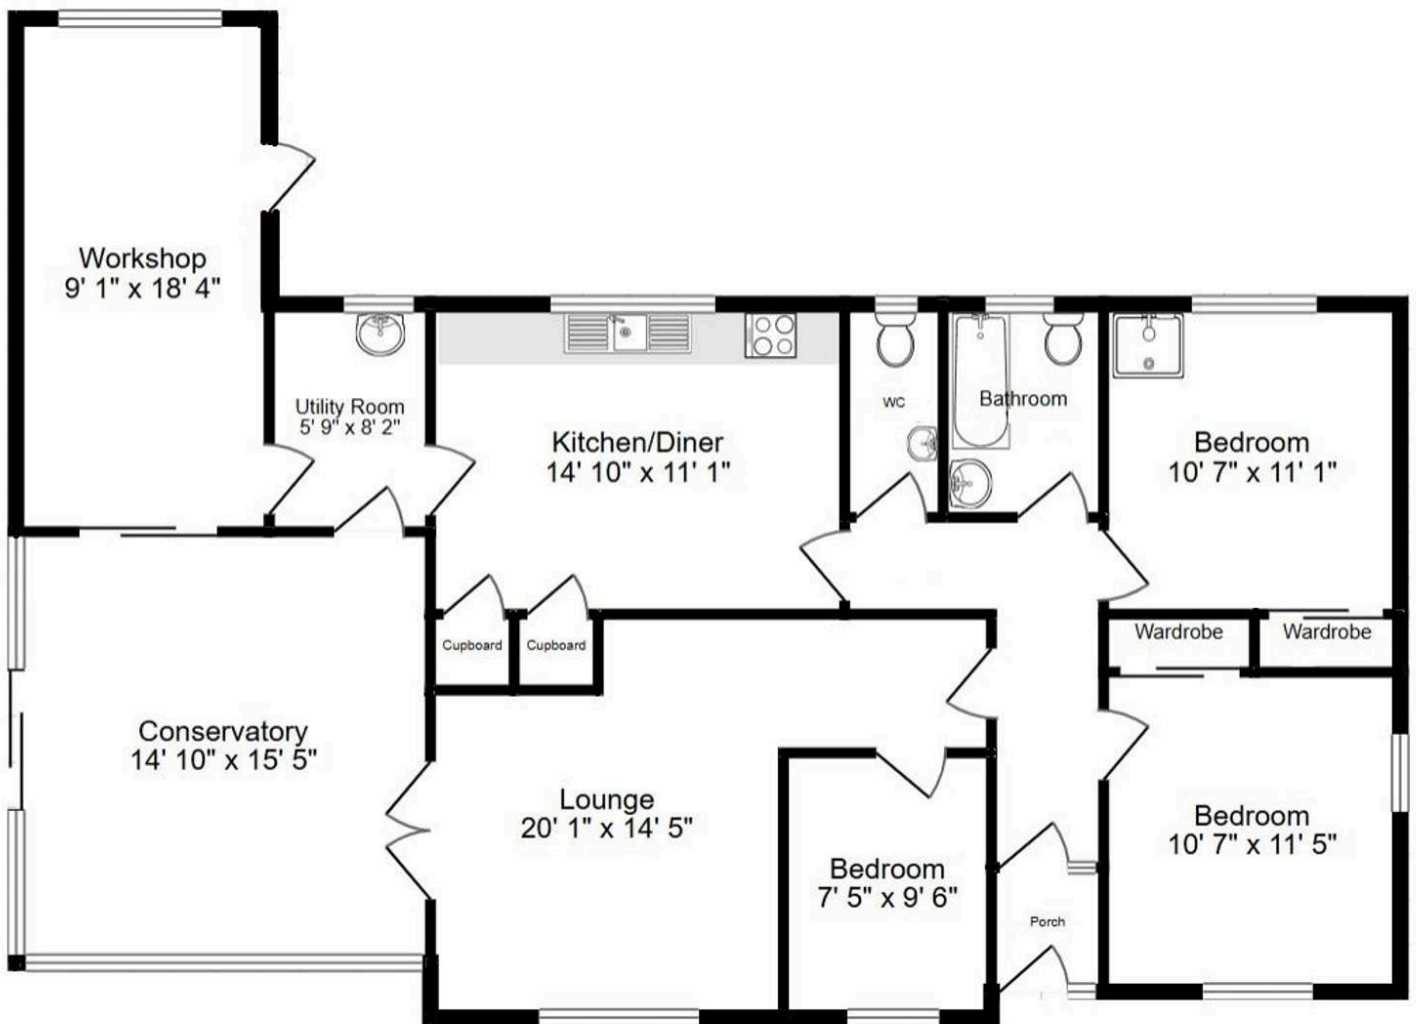 Workshop
9' 1" x 18' 4"
Utility Room
5' 9" x 8' 2"
Kitchen/Diner
14' 10" x 11' 1"
WC
Bathroom
Bedroom
10' 7" x 11' 1"
Cupboard
Cupboard
Wardrobe
Wardrobe
Conservatory
14' 10" x 15' 5"
Lounge
20' 1" x 14' 5"
Bedroom
7' 5" x 9' 6"
Porch
Bedroom
10' 7" x 11' 5"